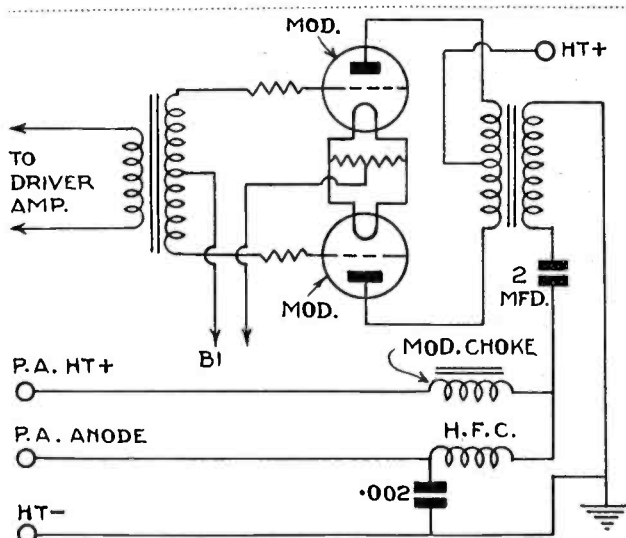 MOD.
HT+
TO
DRIVER
AMP.
MOD.
2
MFD.
B1
MOD. CHOKE
P.A. HT+
P.A. ANODE
H.F.C.
·002
HT-